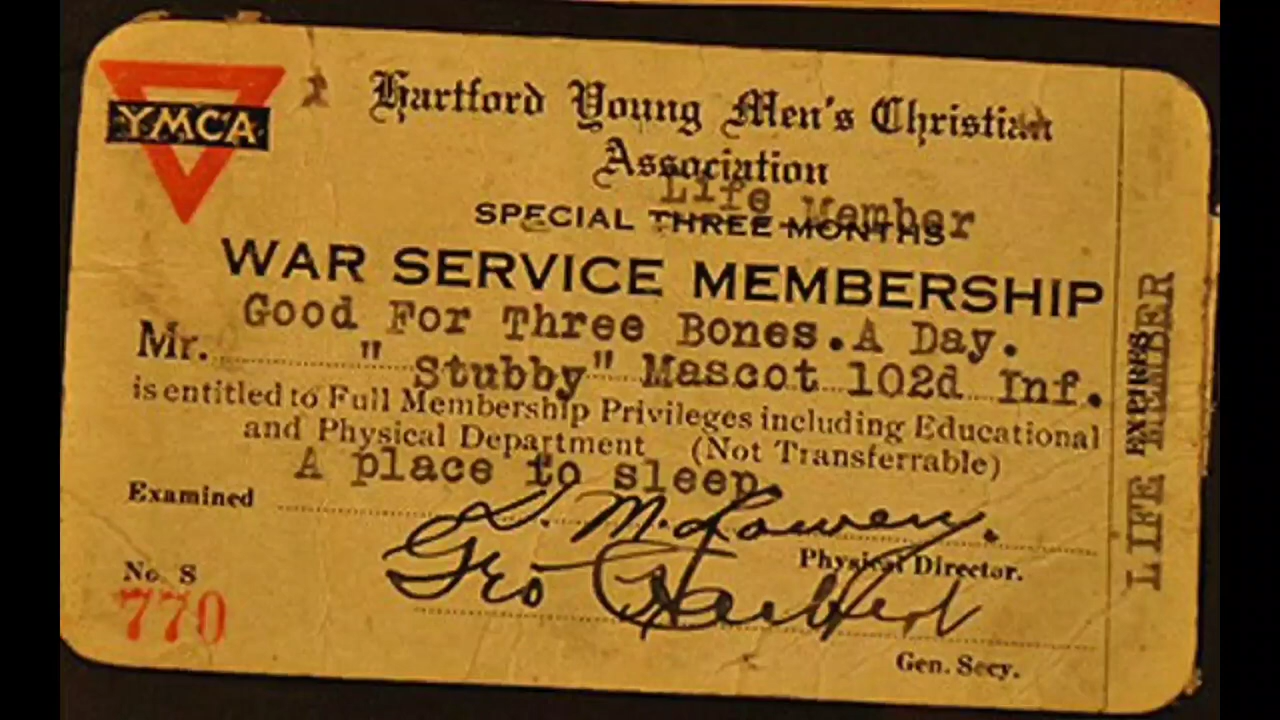 YMCA
Hartford Young Men's Christian
Association
Life Member
SPECIAL THREE MONTHS
WAR SERVICE MEMBERSHIP
Good For Three Bones.A Day.
Mr. "Stubby" Mascot 102d Inf.
is entitled to Full Membership Privileges including Educational
and Physical Department (Not Transferrable)
A place to sleep
Examined
Physical Director.
Geo
No. S
770
Gen. Secy.
EXPIRES
LIFE MEMBER